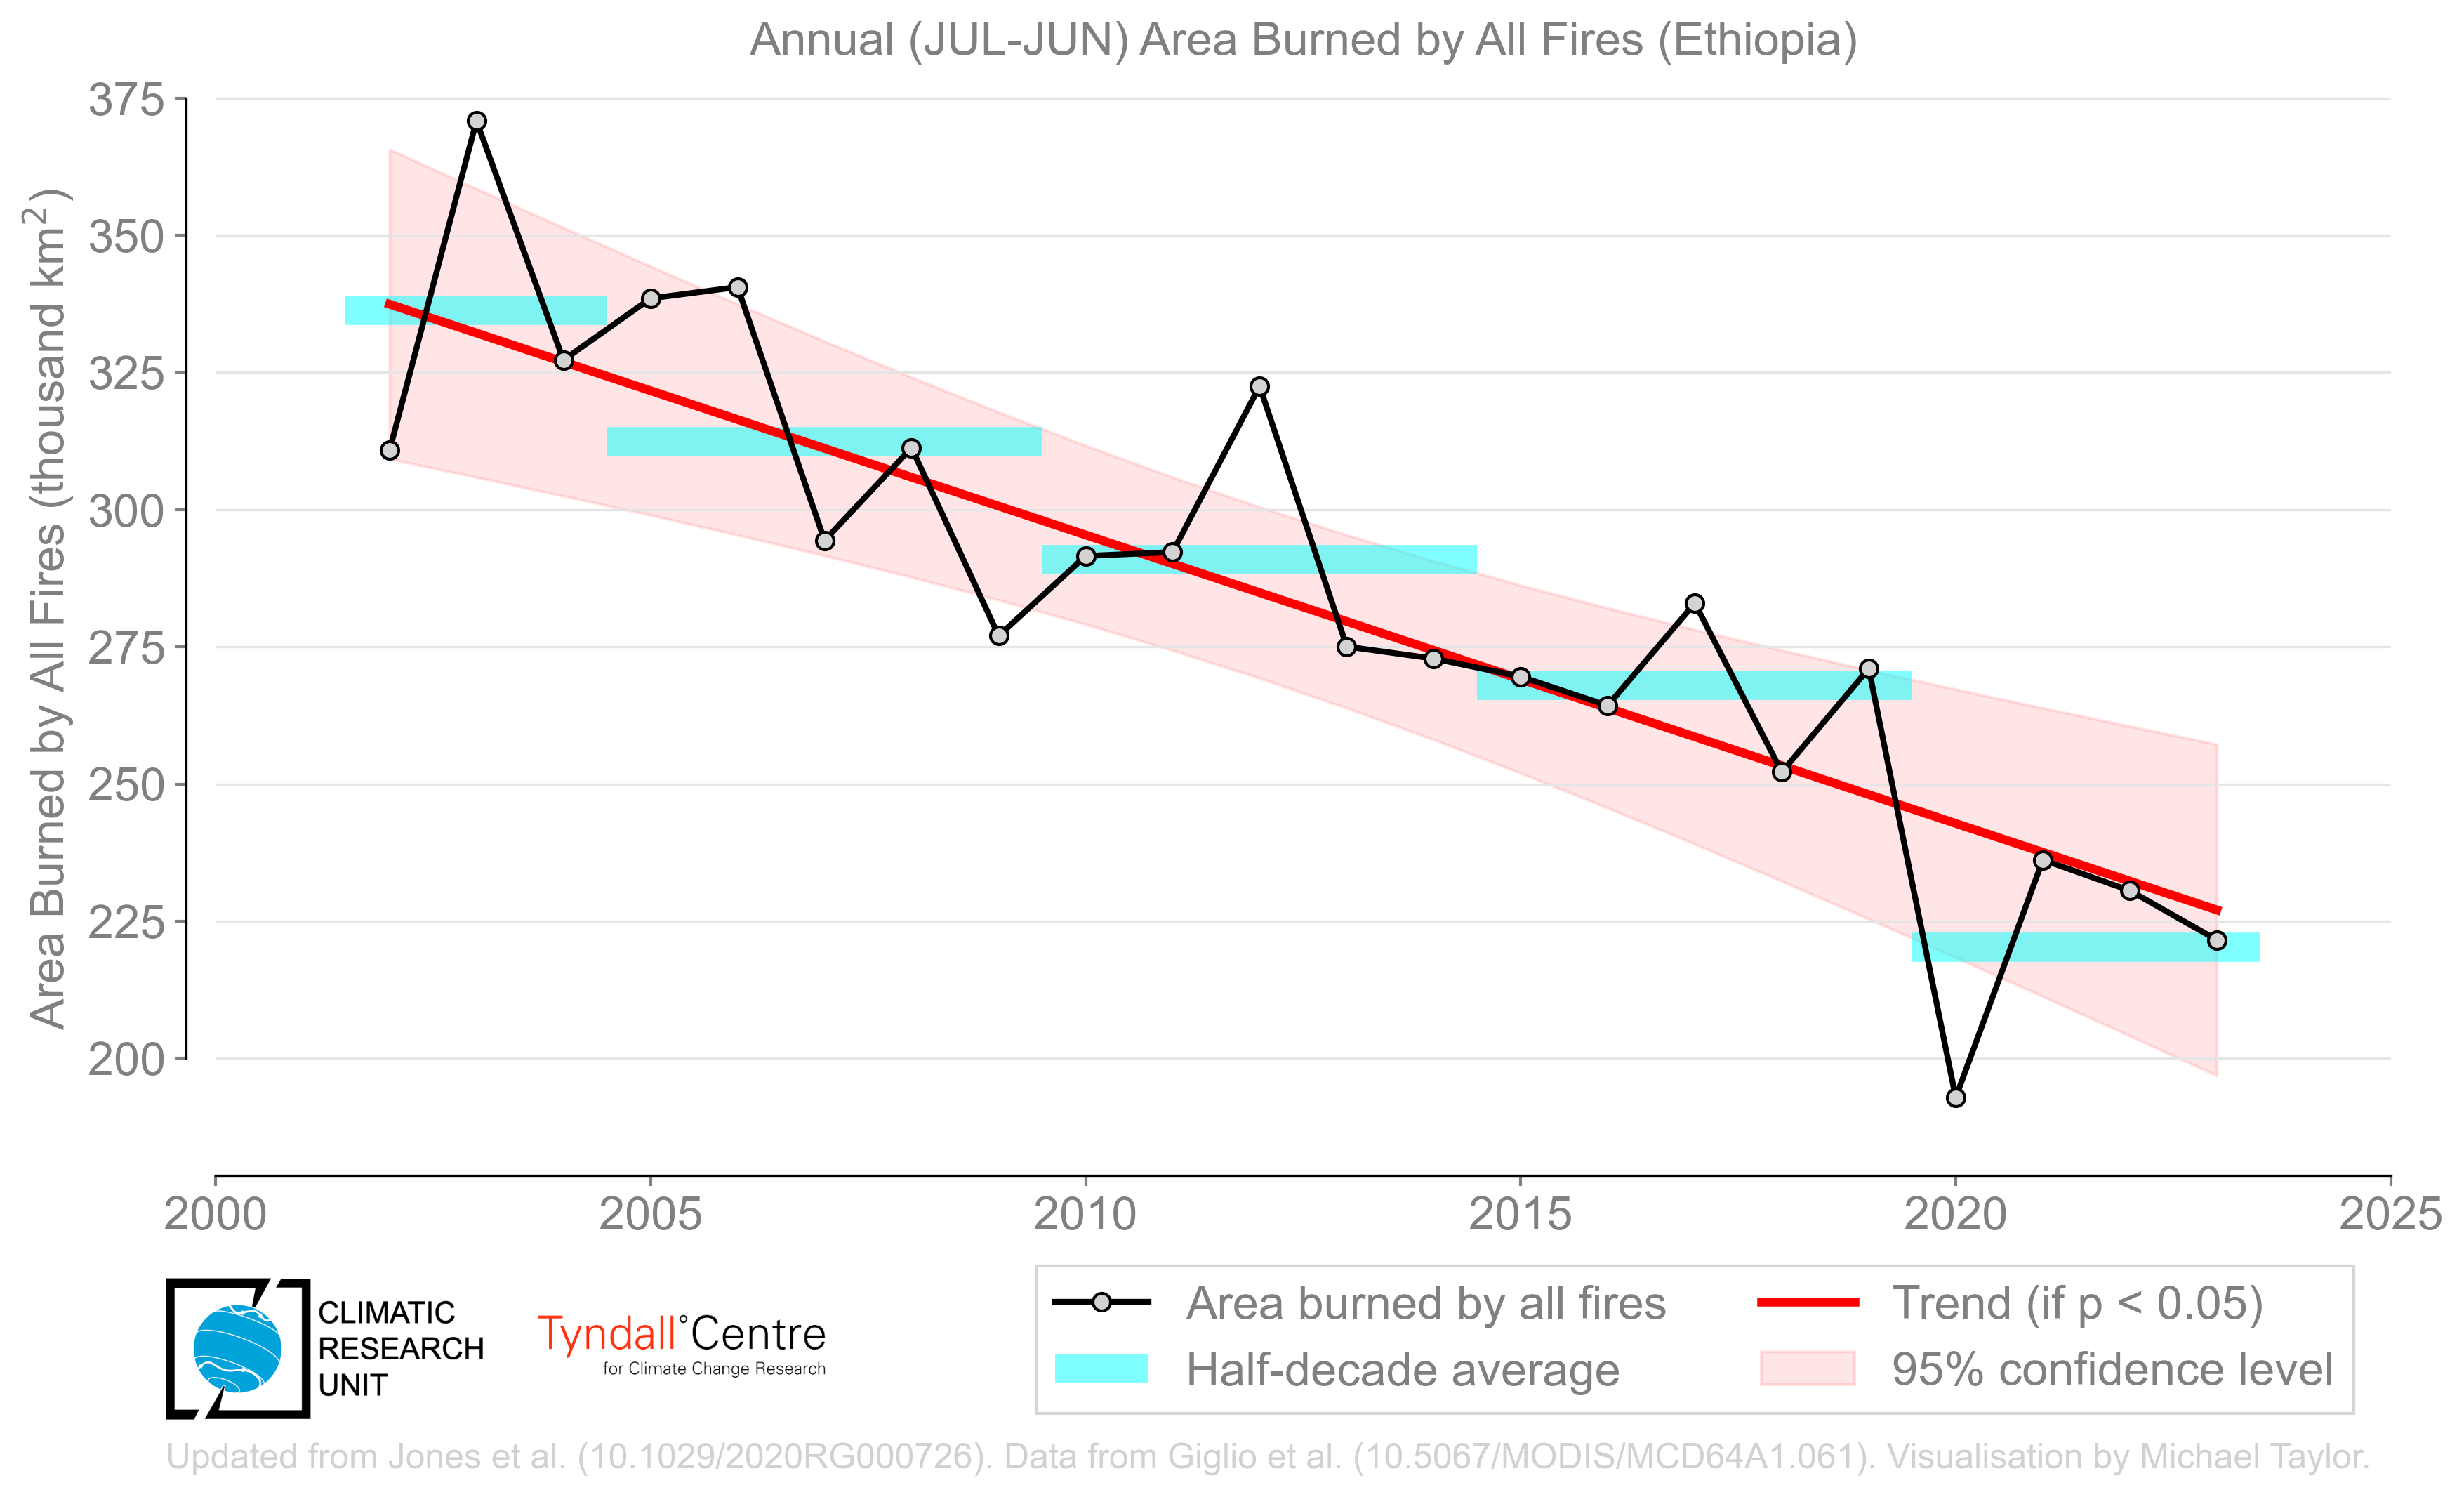 Annual (JUL-JUN) Area Burned by All Fires (Ethiopia)
Area Burned by All Fires (thousand km²)
375
350
325
300
275
250
225
200
2000 2005 2010 2015 2020 2025
CLIMATIC
RESEARCH
UNIT
Tyndall°Centre
for Climate Change Research
Area burned by all fires
Half-decade average
Trend (if p < 0.05)
95% confidence level
Updated from Jones et al. (10.1029/2020RG000726). Data from Giglio et al. (10.5067/MODIS/MCD64A1.061). Visualisation by Michael Taylor.